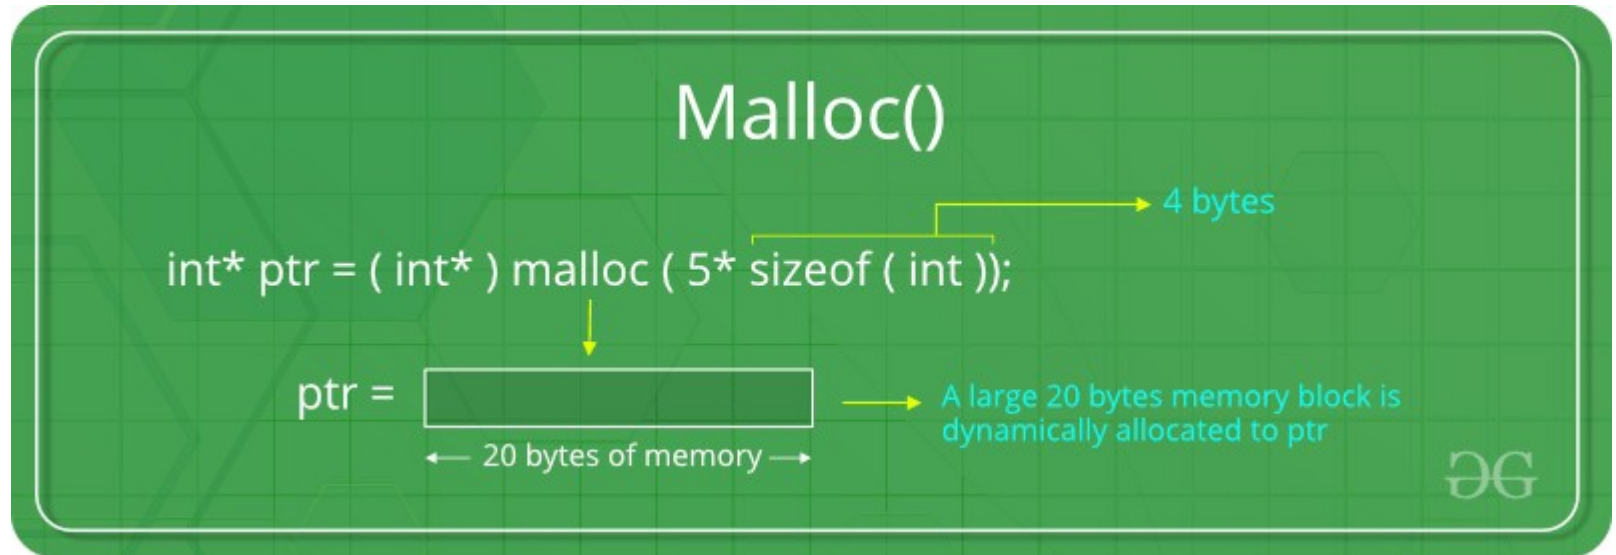 Malloc()
4 bytes
int* ptr = ( int* ) malloc ( 5* sizeof ( int ));
ptr =
A large 20 bytes memory block is
dynamically allocated to ptr
20 bytes of memory